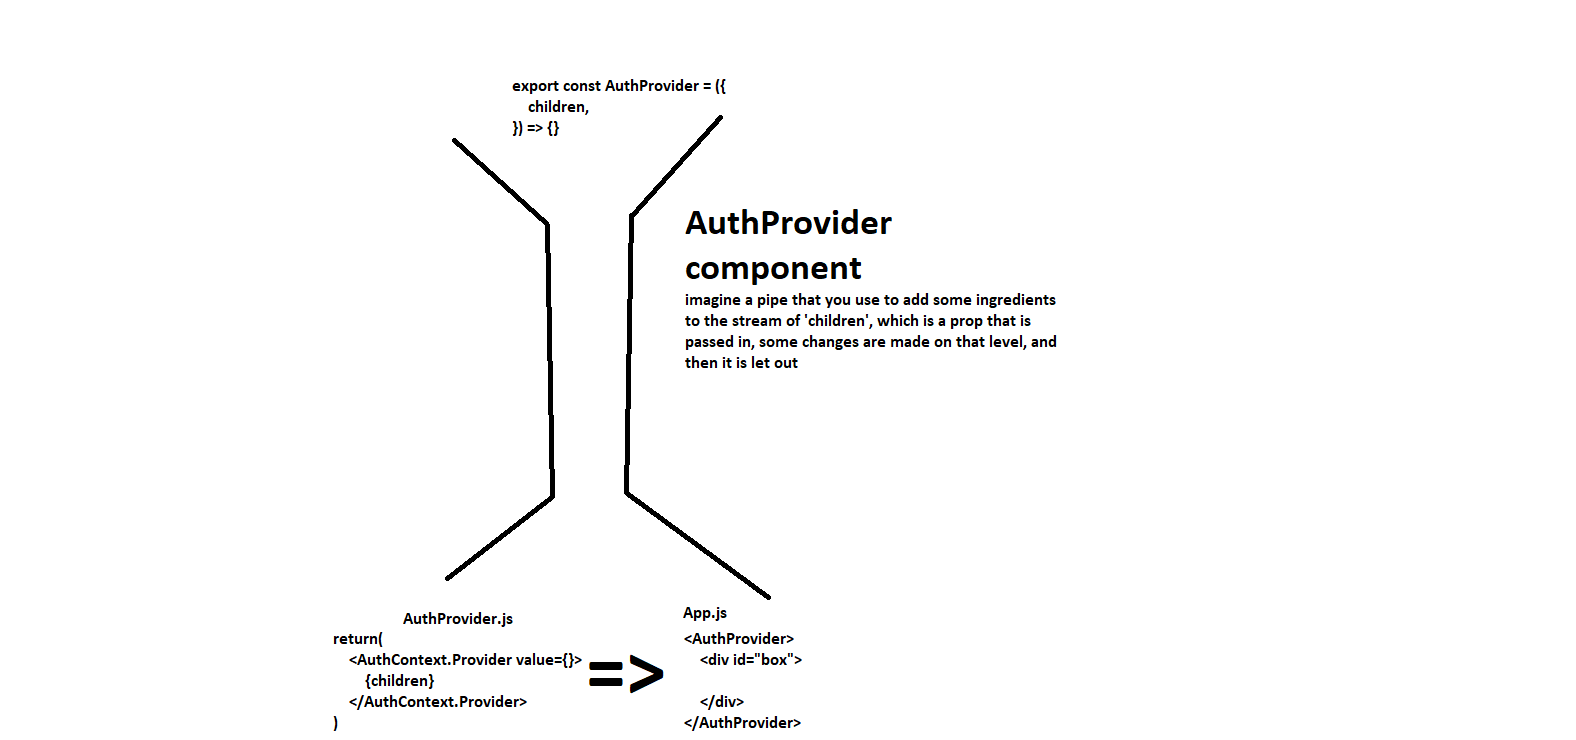 export const AuthProvider = ({
children,
}) => {}
AuthProvider
component
imagine a pipe that you use to add some ingredients
to the stream of 'children', which is a prop that is
passed in, some changes are made on that level, and
then it is let out
AuthProvider.js
return(
<AuthContext.Provider value={}>
{children}
</AuthContext.Provider>
)
=>
App.js
<AuthProvider>
<div id="box">
</div>
</AuthProvider>